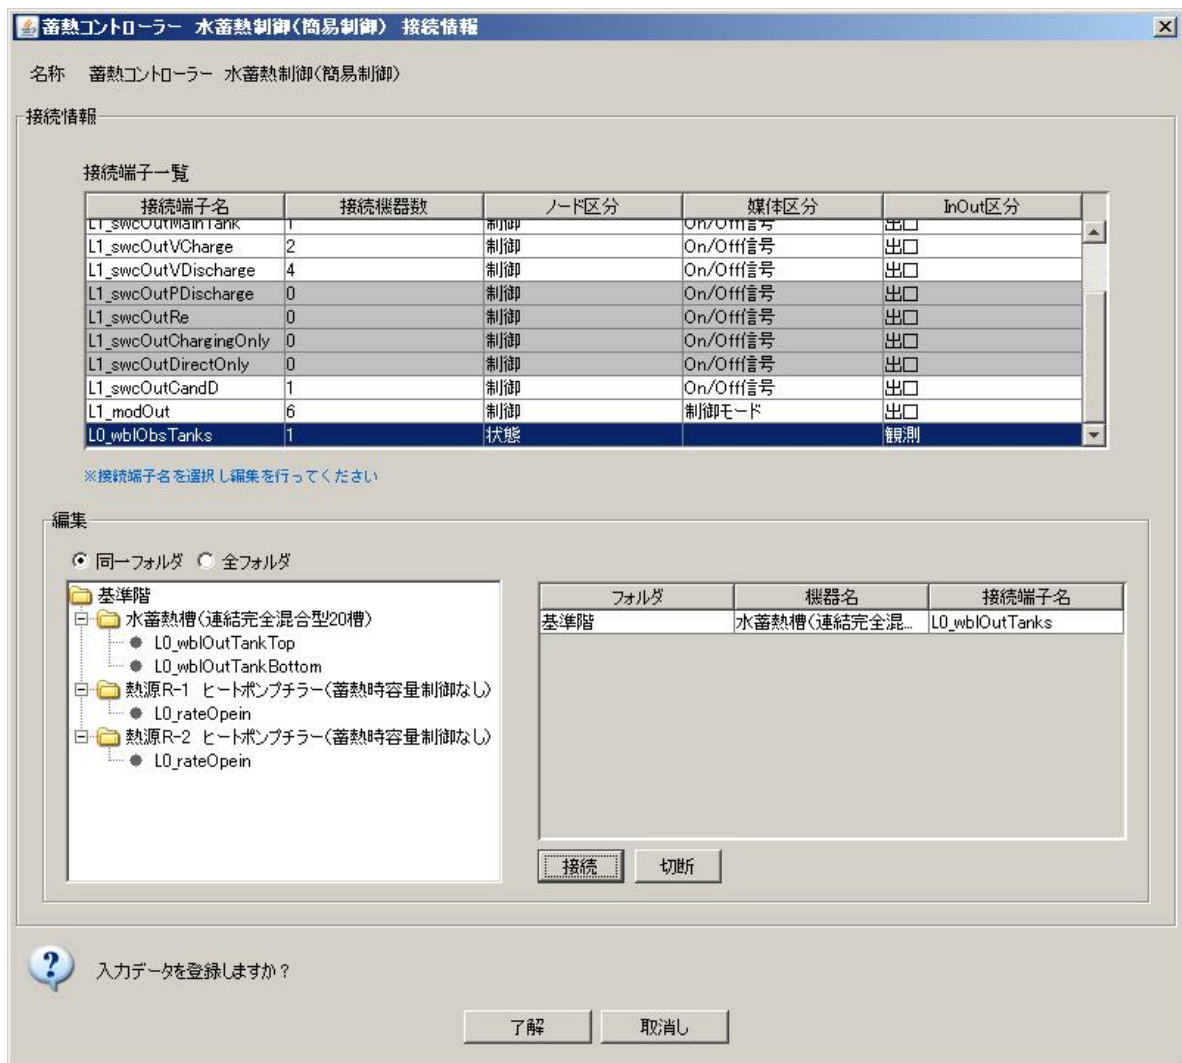 蓄熱コントローラー 水蓄熱制御(簡易制御) 接続情報
名称 蓄熱コントローラー 水蓄熱制御(簡易制御)
接続情報
接続端子一覧
接続端子名 接続機器数 ノード区分 媒体区分 InOut区分
L1_swcOutMainTank 1 制御 On/Off信号 出口
L1_swcOutVCharge 2 制御 On/Off信号 出口
L1_swcOutVDischarge 4 制御 On/Off信号 出口
L1_swcOutPDischarge 0 制御 On/Off信号 出口
L1_swcOutRe 0 制御 On/Off信号 出口
L1_swcOutChargingOnly 0 制御 On/Off信号 出口
L1_swcOutDirectOnly 0 制御 On/Off信号 出口
L1_swcOutCandD 1 制御 On/Off信号 出口
L1_modOut 6 制御 制御モード 出口
L0_wblObsTanks 1 状態 観測
※接続端子名を選択し編集を行ってください
編集
同一フォルダ 全フォルダ
基準階
水蓄熱槽(連結完全混合型20槽)
L0_wblOutTankTop
L0_wblOutTankBottom
熱源R-1 ヒートポンプチラー(蓄熱時容量制御なし)
L0_rateOpein
熱源R-2 ヒートポンプチラー(蓄熱時容量制御なし)
L0_rateOpein
フォルダ 機器名 接続端子名
基準階 水蓄熱槽(連結完全混... L0_wblOutTanks
接続 切断
入力データを登録しますか？
了解 取消し